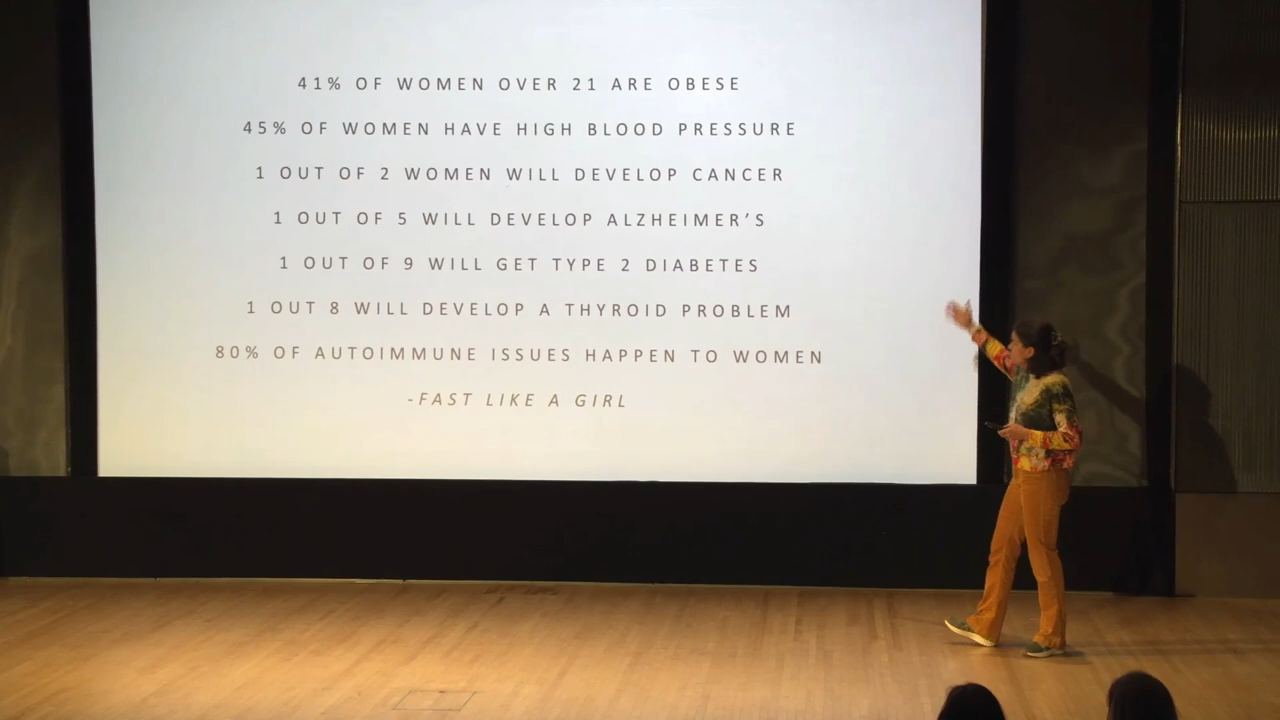 41% OF WOMEN OVER 21 ARE OBESE
45% OF WOMEN HAVE HIGH BLOOD PRESSURE
1 OUT OF 2 WOMEN WILL DEVELOP CANCER
1 OUT OF 5 WILL DEVELOP ALZHEIMER’S
1 OUT OF 9 WILL GET TYPE 2 DIABETES
1 OUT 8 WILL DEVELOP A THYROID PROBLEM
80% OF AUTOIMMUNE ISSUES HAPPEN TO WOMEN
-FAST LIKE A GIRL